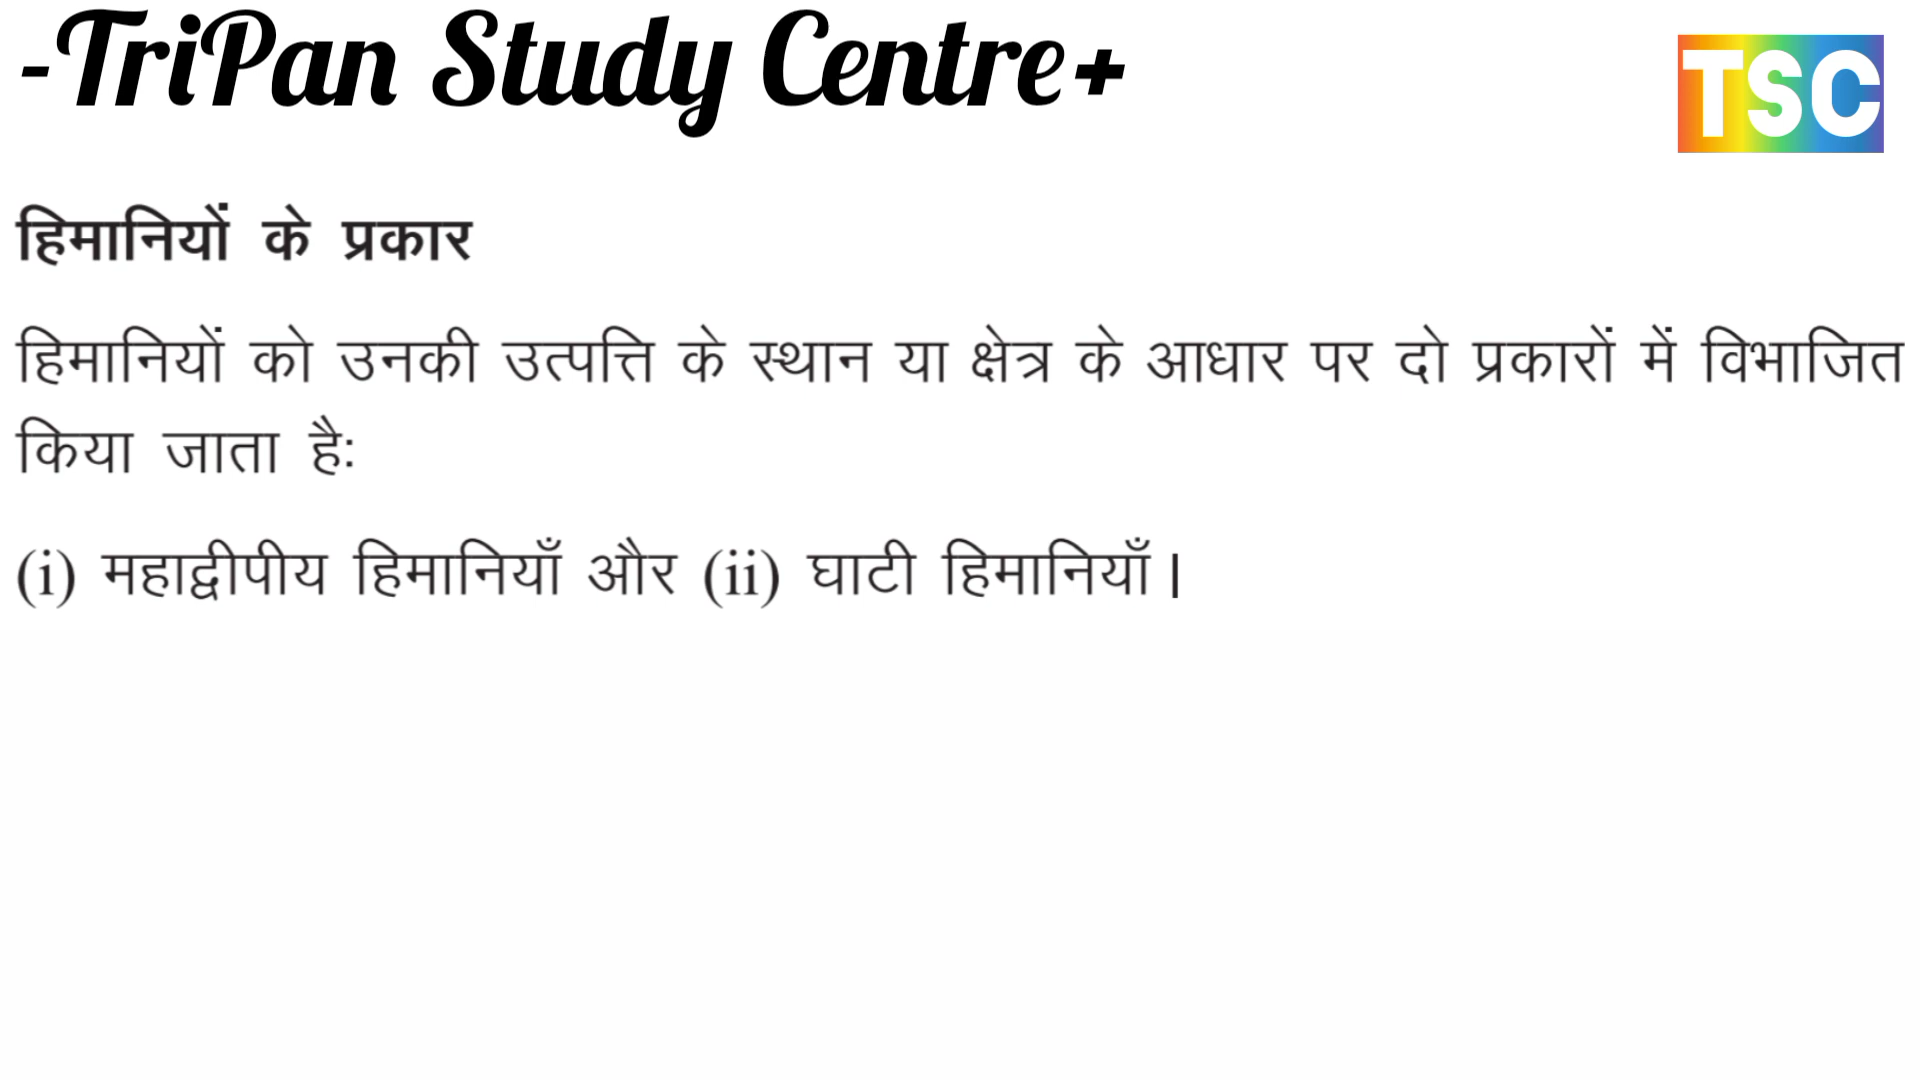 -TriPan Study Centre+
TSC
हिमानियों के प्रकार
हिमानियों को उनकी उत्पत्ति के स्थान या क्षेत्र के आधार पर दो प्रकारों में विभाजित
किया जाता हैः
(i) महाद्वीपीय हिमानियाँ और (ii) घाटी हिमानियाँ।